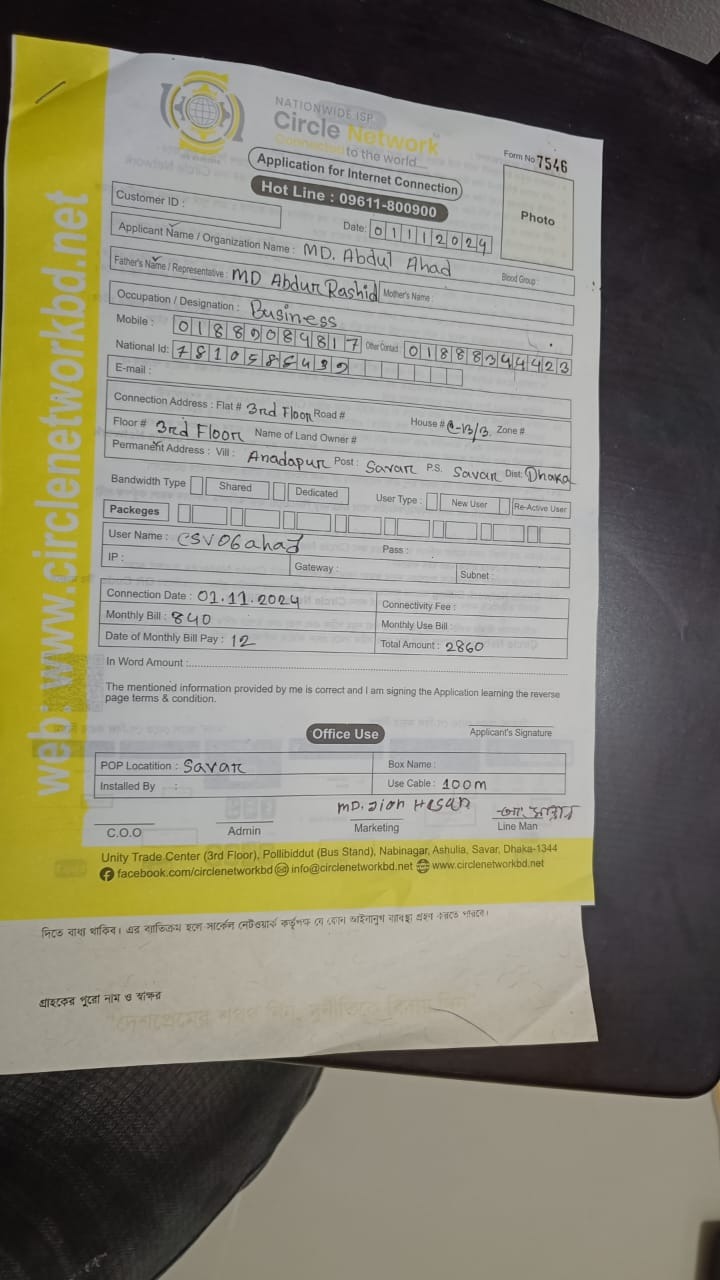 NATIONWIDE ISP
Circle Network
Connected to the world...
Form No 7546
Application for Internet Connection
Hot Line : 09611-800900
Photo
Customer ID :
Date: 01112024
Applicant Name / Organization Name : MD. Abdul Ahad
Blood Group :
Father's Name / Representative : MD Abdur Rashid Mother's Name :
Occupation / Designation : Business
Mobile : Other Contact : 01888344423
National Id:
E-mail :
Connection Address : Flat # 3rd Floor Road # House # C-13/3 Zone #
Floor # 3rd Floor Name of Land Owner #
Permanent Address : Vill : Anadapur Post : Savar P.S. Savar Dist: Dhaka
Bandwidth Type Shared Dedicated User Type : New User Re-Active User
Packeges
User Name : CSV06ahad Pass :
IP : Gateway : Subnet :
Connection Date : 01.11.2024 Connectivity Fee :
Monthly Bill : 840 Monthly Use Bill :
Date of Monthly Bill Pay : 12 Total Amount : 2860
In Word Amount :
The mentioned information provided by me is correct and I am signing the Application learning the reverse
page terms & condition.
Applicant's Signature
Office Use
POP Locatition : Savar Box Name :
Installed By : Use Cable : 100m
MD. Jion Hasan
C.O.O Admin Marketing Line Man
Unity Trade Center (3rd Floor), Pollibiddut (Bus Stand), Nabinagar, Ashulia, Savar, Dhaka-1344
facebook.com/circlenetworkbd info@circlenetworkbd.net www.circlenetworkbd.net
web: www.circlenetworkbd.net
দিতে বাধ্য থাকিব। এর ব্যতিক্রম হলে সার্কেল নেটওয়ার্ক কর্তৃপক্ষ যে কোন আইনানুগ ব্যবস্থা গ্রহণ করতে পারবে।
গ্রাহকের পুরো নাম ও স্বাক্ষর